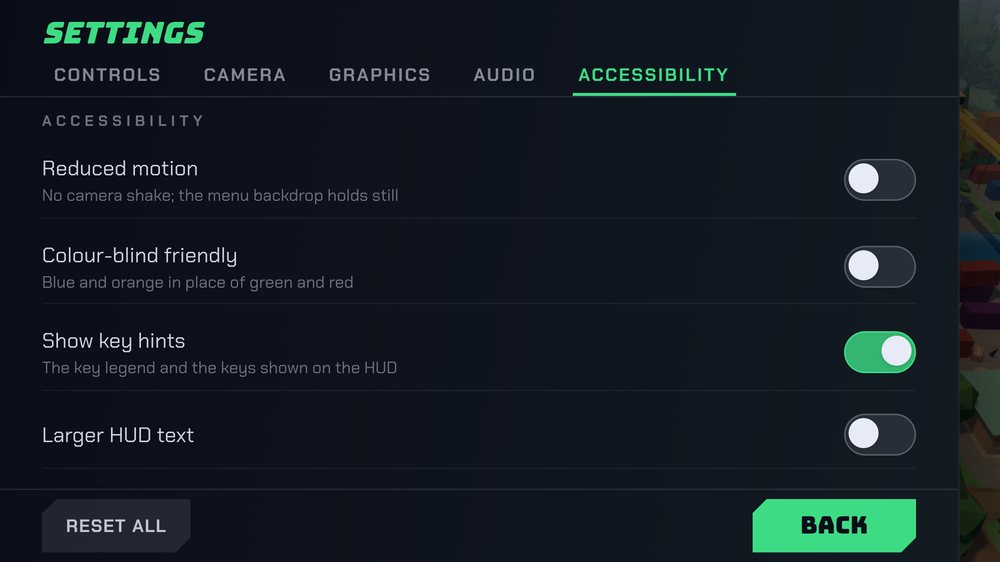 SETTINGS
CONTROLS CAMERA GRAPHICS AUDIO ACCESSIBILITY
ACCESSIBILITY
Reduced motion
No camera shake; the menu backdrop holds still
Colour-blind friendly
Blue and orange in place of green and red
Show key hints
The key legend and the keys shown on the HUD
Larger HUD text
RESET ALL BACK